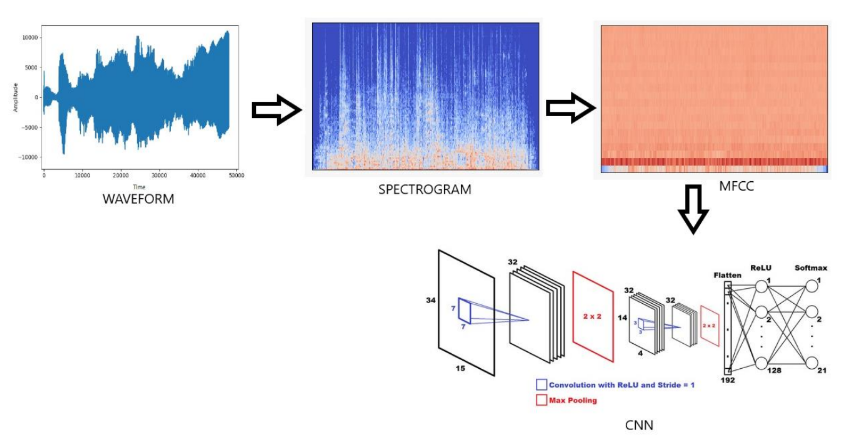 10000
5000
0
−5000
−10000
Amplitude
0 10000 20000 30000 40000 50000
Time
WAVEFORM
SPECTROGRAM
MFCC
34
15
7
7
32
2 x 2
32
14
4
3
3
32
2 x 2
Flatten
192
ReLU
1
2
128
Softmax
1
2
21
Convolution with ReLU and Stride = 1
Max Pooling
CNN